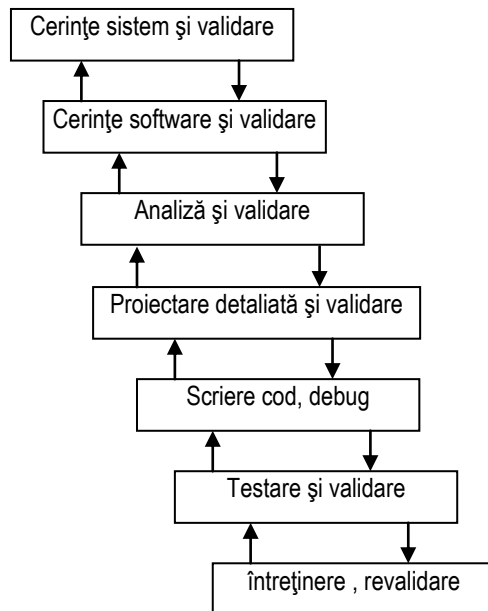 Cerinţe sistem şi validare
Cerinţe software şi validare
Analiză şi validare
Proiectare detaliată şi validare
Scriere cod, debug
Testare şi validare
întreţinere , revalidare